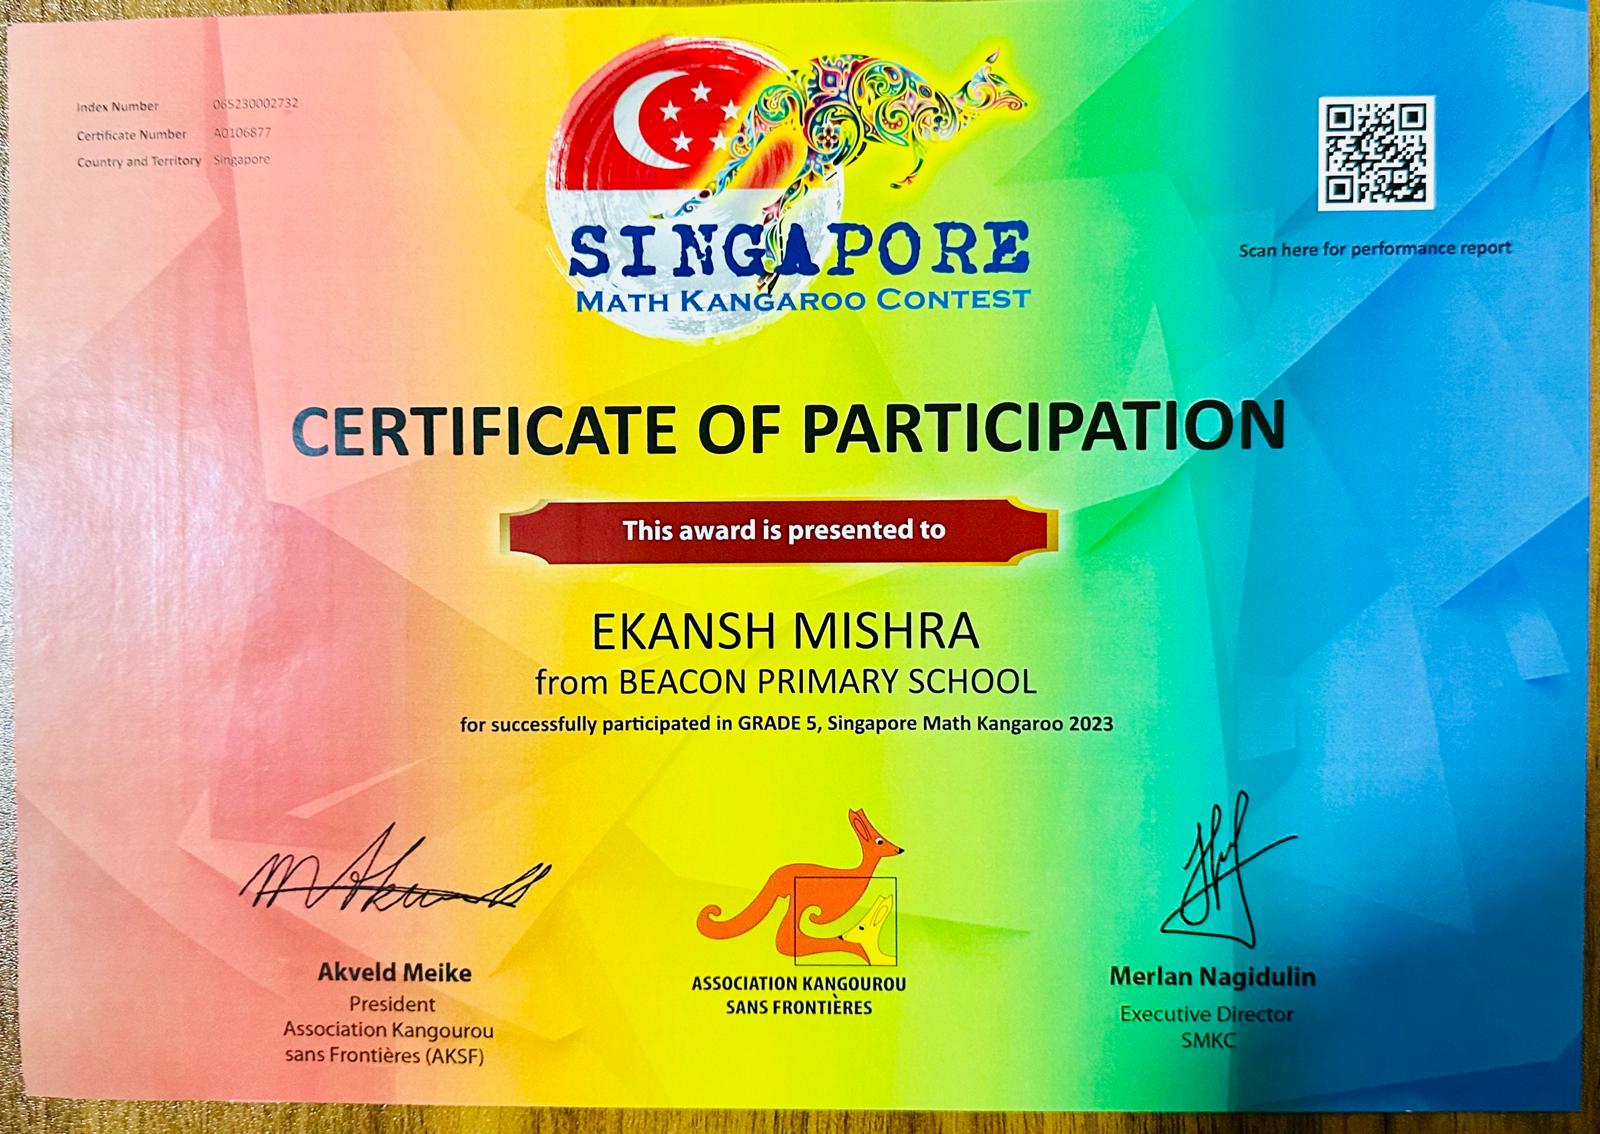 Index Number 065230002732
Certificate Number A0106877
Country and Territory Singapore
SINGAPORE
MATH KANGAROO CONTEST
Scan here for performance report
CERTIFICATE OF PARTICIPATION
This award is presented to
EKANSH MISHRA
from BEACON PRIMARY SCHOOL
for successfully participated in GRADE 5, Singapore Math Kangaroo 2023
Akveld Meike
President
Association Kangourou
sans Frontières (AKSF)
ASSOCIATION KANGOUROU
SANS FRONTIÈRES
Merlan Nagidulin
Executive Director
SMKC